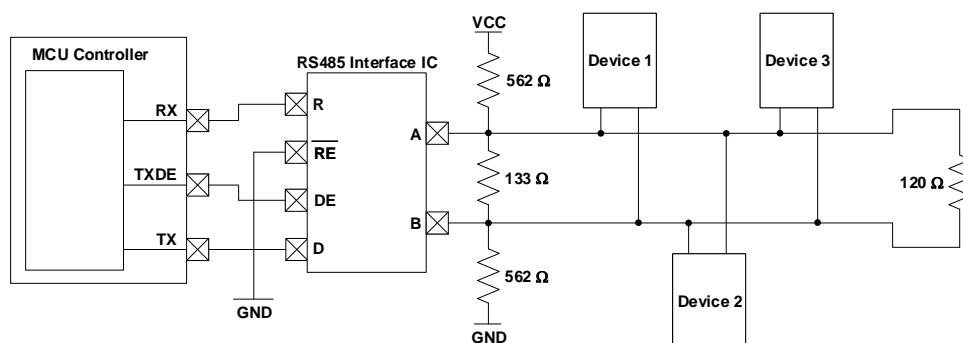 MCU Controller
RX
TXDE
TX
RS485 Interface IC
R
RE
DE
D
A
B
GND
VCC
562 Ω
133 Ω
562 Ω
GND
Device 1
Device 3
Device 2
120 Ω